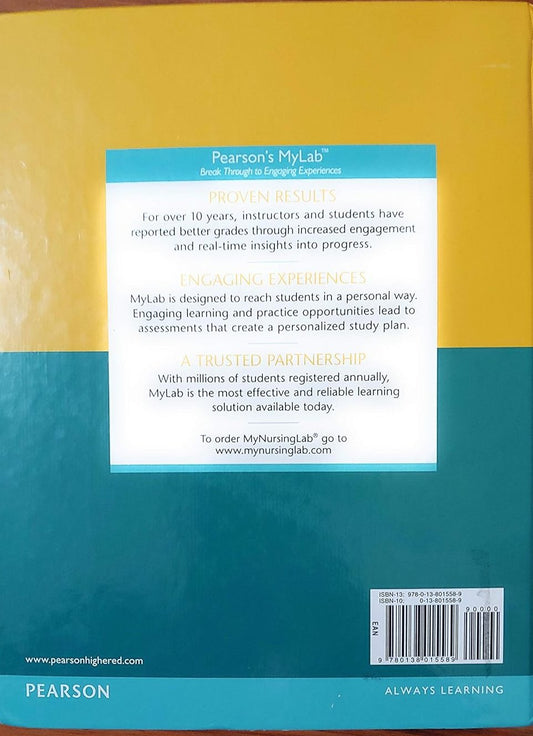 Pearson's MyLab™
Break Through to Engaging Experiences
PROVEN RESULTS
For over 10 years, instructors and students have
reported better grades through increased engagement
and real-time insights into progress.
ENGAGING EXPERIENCES
MyLab is designed to reach students in a personal way.
Engaging learning and practice opportunities lead to
assessments that create a personalized study plan.
A TRUSTED PARTNERSHIP
With millions of students registered annually,
MyLab is the most effective and reliable learning
solution available today.
To order MyNursingLab® go to
www.mynursinglab.com
ISBN-13: 978-0-13-801558-9
ISBN-10: 0-13-801558-9
90000
EAN
9 780138 015589
www.pearsonhighered.com
PEARSON
ALWAYS LEARNING